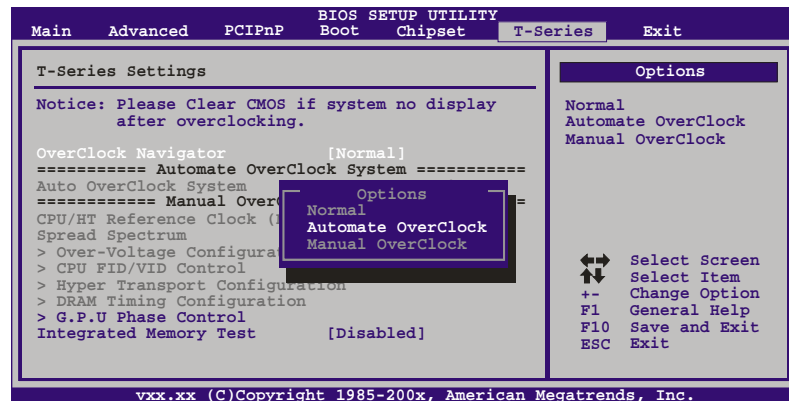 BIOS SETUP UTILITY
Main Advanced PCIPnP Boot Chipset T-Series Exit
T-Series Settings
Notice: Please Clear CMOS if system no display
after overclocking.
OverClock Navigator [Normal]
=========== Automate OverClock System ===========
Auto OverClock System
============ Manual Over =
CPU/HT Reference Clock (
Spread Spectrum
> Over-Voltage Configurat
> CPU FID/VID Control
> Hyper Transport Configuration
> DRAM Timing Configuration
> G.P.U Phase Control
Integrated Memory Test [Disabled]
Options
Normal
Automate OverClock
Manual OverClock
Options
Normal
Automate OverClock
Manual OverClock
Select Screen
Select Item
+- Change Option
F1 General Help
F10 Save and Exit
ESC Exit
vxx.xx (C)Copyright 1985-200x, American Megatrends, Inc.